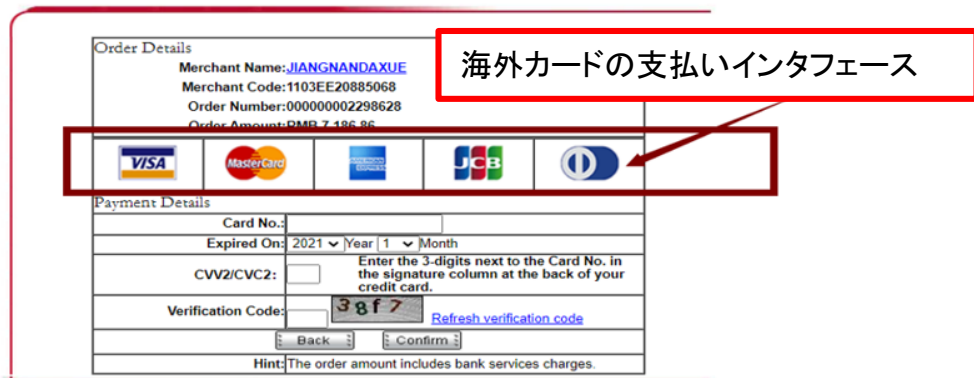 Order Details
海外カードの支払いインタフェース
Merchant Name: JIANGNANDAXUE
Merchant Code: 1103EE20885068
Order Number: 000000002298628
Order Amount: RMB 7,186.86
VISA MasterCard AMERICAN EXPRESS JCB
Payment Details
Card No.:
Expired On: 2021 Year 1 Month
CVV2/CVC2: Enter the 3-digits next to the Card No. in
the signature column at the back of your
credit card.
Verification Code: 38f7 Refresh verification code
Back Confirm
Hint: The order amount includes bank services charges.